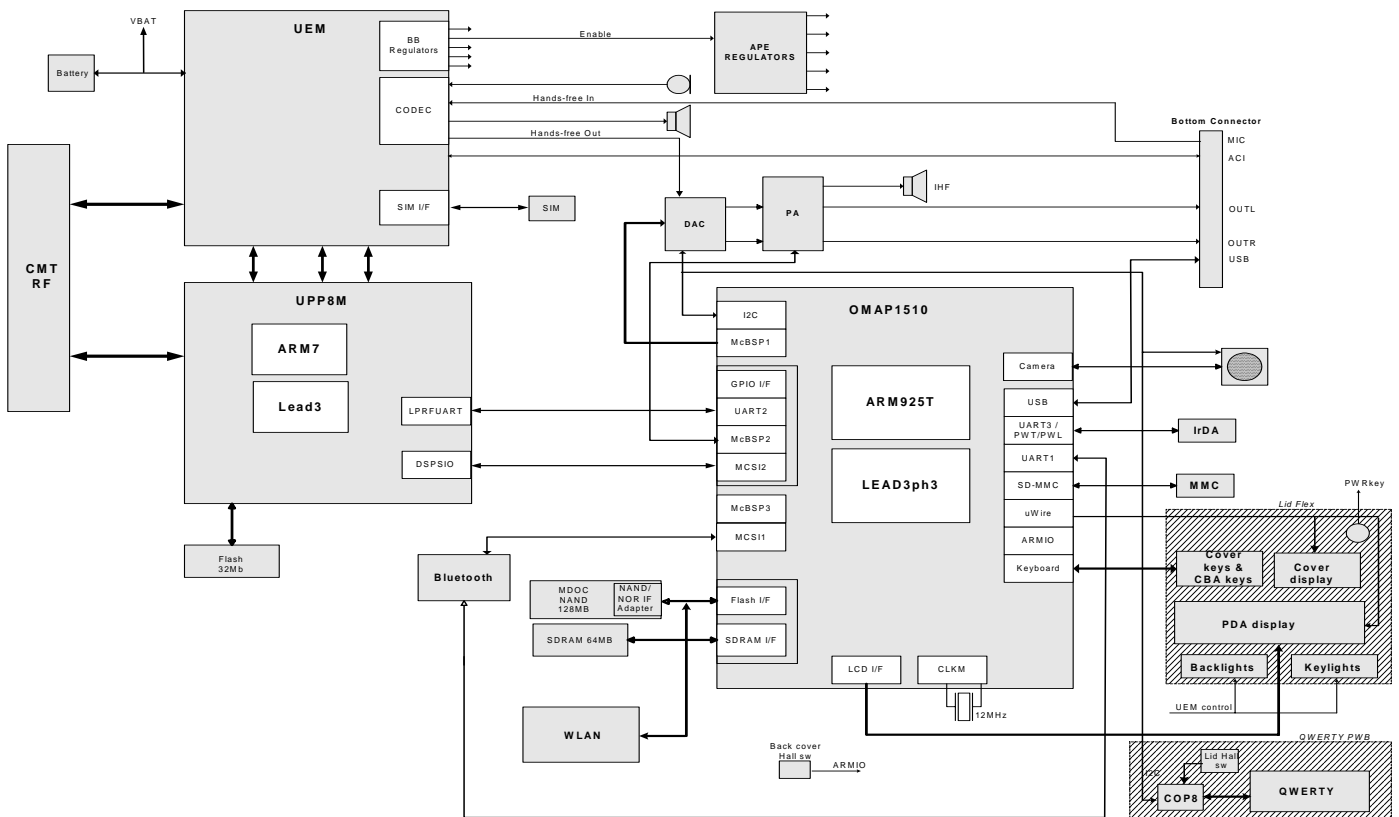 VBAT
Battery
UEM
BB
Regulators
CODEC
SIM I/F
Enable
APE
REGULATORS
Hands-free In
Hands-free Out
SIM
Bottom Connector
MIC
ACI
OUTL
OUTR
USB
DAC
PA
IHF
CMT
RF
UPP8M
ARM7
Lead3
LPRFUART
DSPSIO
Flash
32Mb
OMAP1510
I2C
McBSP1
GPIO I/F
UART2
McBSP2
MCSI2
McBSP3
MCSI1
Flash I/F
SDRAM I/F
ARM925T
LEAD3ph3
LCD I/F
CLKM
12MHz
Camera
USB
UART3 /
PWT/PWL
UART1
SD-MMC
uWire
ARMIO
Keyboard
IrDA
MMC
PWRkey
Lid Flex
Cover
keys &
CBA keys
Cover
display
PDA display
Backlights
Keylights
UEM control
Bluetooth
MDOC
NAND
128MB
NAND/
NOR IF
Adapter
SDRAM 64MB
WLAN
Back cover
Hall sw
ARMIO
QWERTY PWB
Lid Hall
sw
I2C
COP8
QWERTY